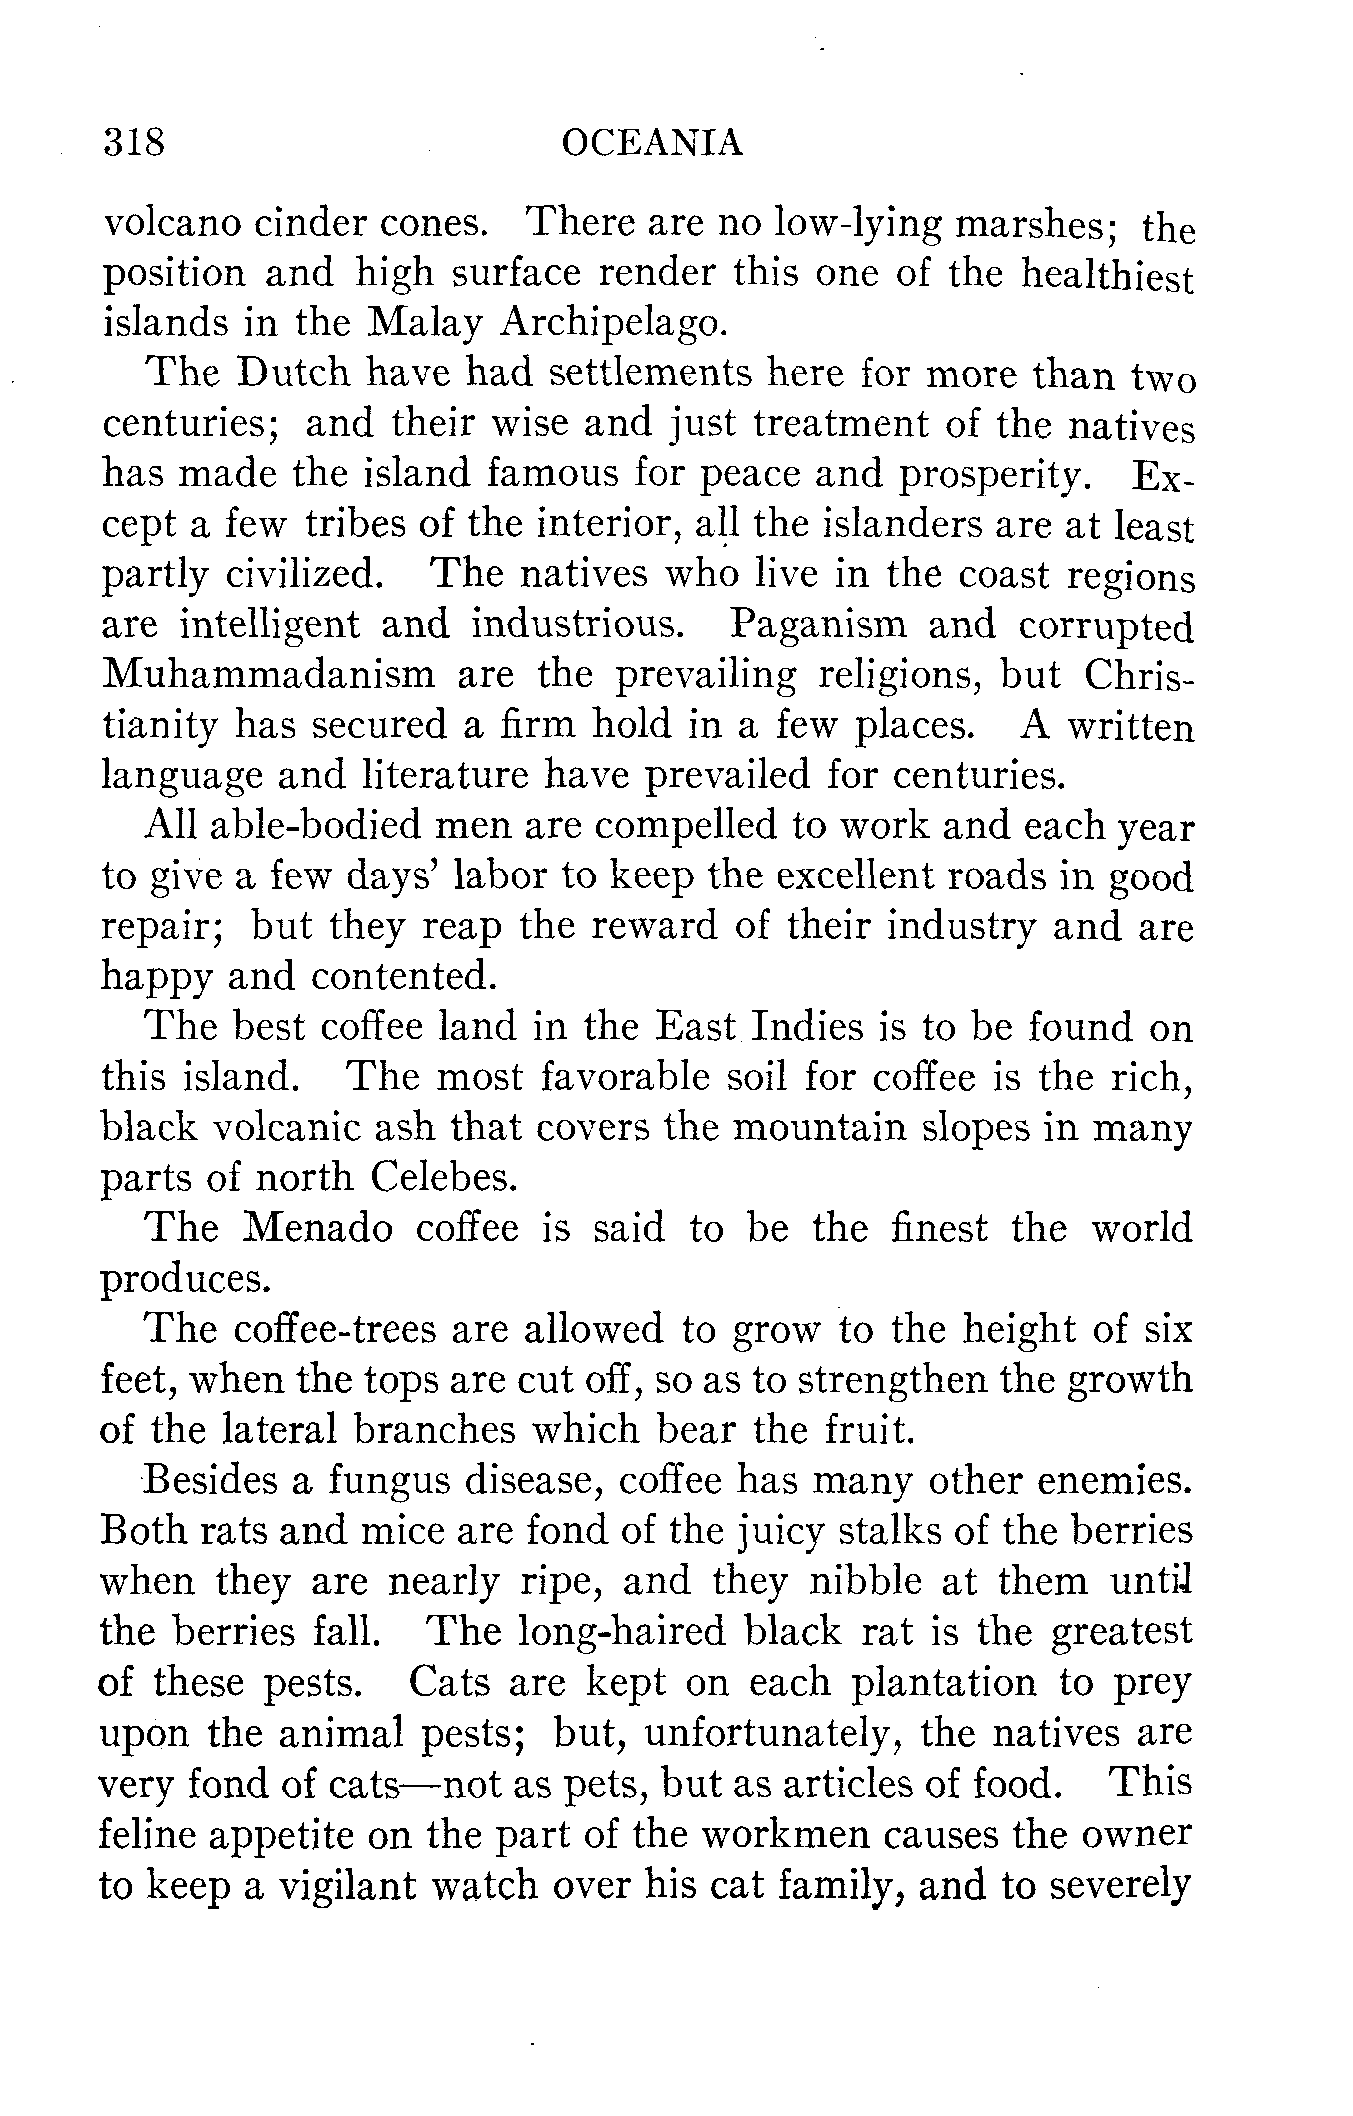 318 OCEANIA
volcano cinder cones. There are no low-lying marshes; the
position and high surface render this one of the healthiest
islands in the Malay Archipelago.
The Dutch have had settlements here for more than two
centuries; and their wise and just treatment of the natives
has made the island famous for peace and prosperity. Ex-
cept a few tribes of the interior, all the islanders are at least
partly civilized. The natives who live in the coast regions
are intelligent and industrious. Paganism and corrupted
Muhammadanism are the prevailing religions, but Chris-
tianity has secured a firm hold in a few places. A written
language and literature have prevailed for centuries.
All able-bodied men are compelled to work and each year
to give a few days' labor to keep the excellent roads in good
repair; but they reap the reward of their industry and are
happy and contented.
The best coffee land in the East Indies is to be found on
this island. The most favorable soil for coffee is the rich,
black volcanic ash that covers the mountain slopes in many
parts of north Celebes.
The Menado coffee is said to be the finest the world
produces.
The coffee-trees are allowed to grow to the height of six
feet, when the tops are cut off, so as to strengthen the growth
of the lateral branches which bear the fruit.
Besides a fungus disease, coffee has many other enemies.
Both rats and mice are fond of the juicy stalks of the berries
when they are nearly ripe, and they nibble at them until
the berries fall. The long-haired black rat is the greatest
of these pests. Cats are kept on each plantation to prey
upon the animal pests; but, unfortunately, the natives are
very fond of cats—not as pets, but as articles of food. This
feline appetite on the part of the workmen causes the owner
to keep a vigilant watch over his cat family, and to severely